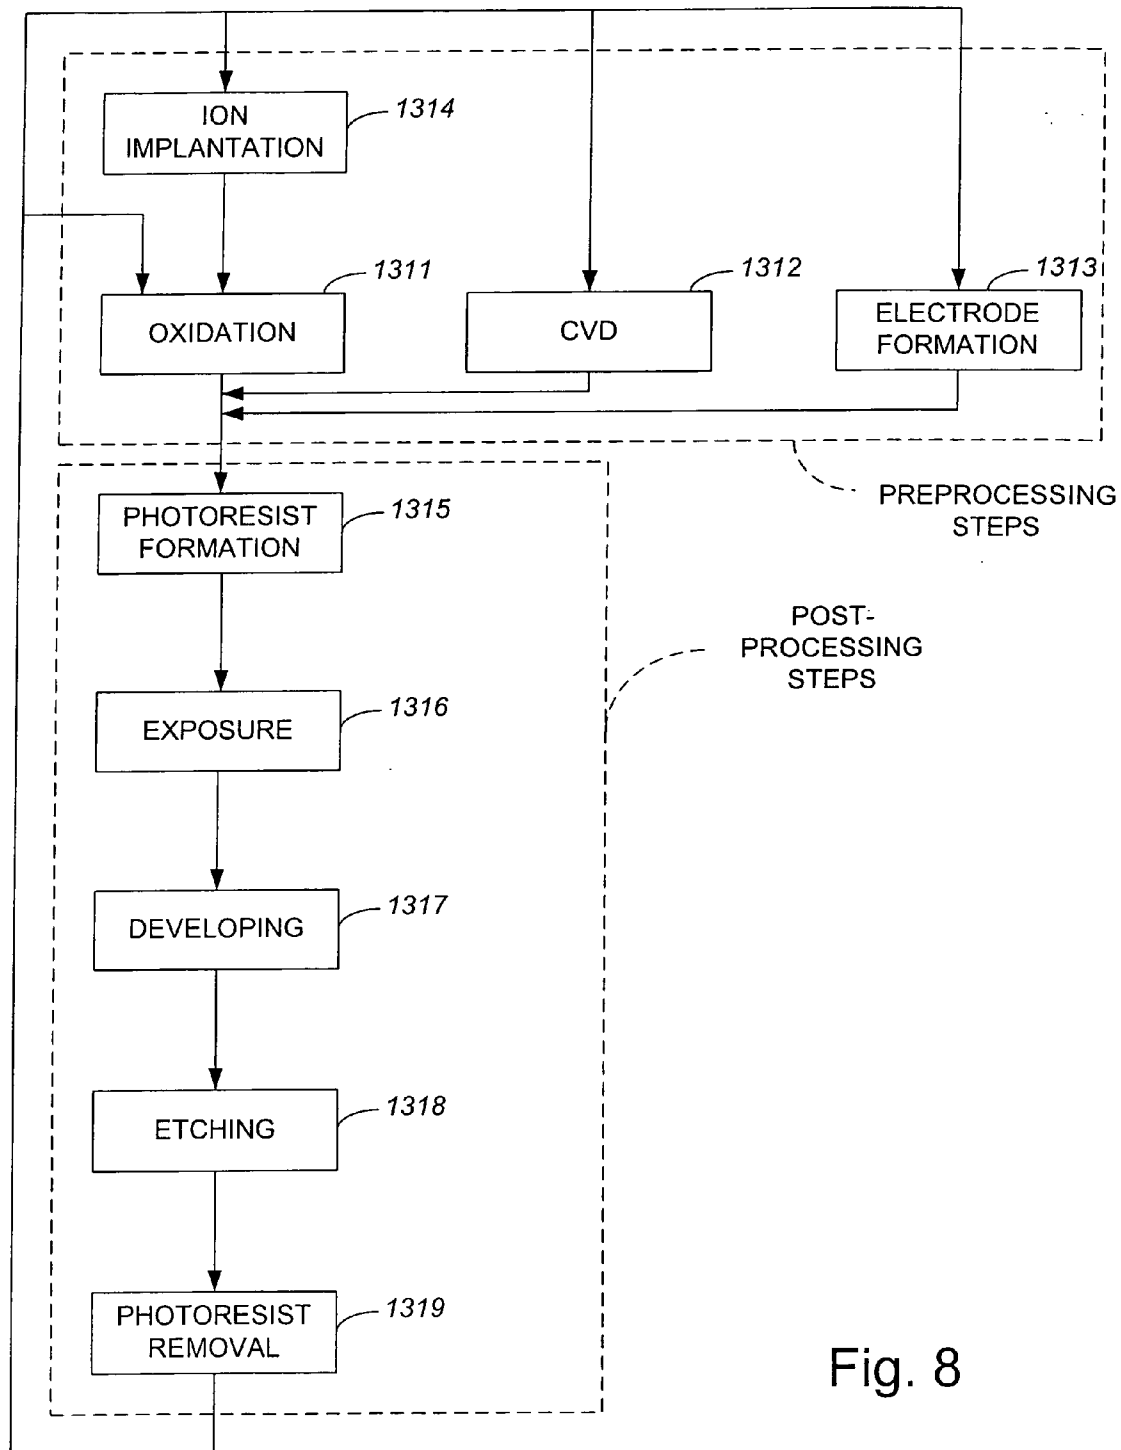 1314
ION
IMPLANTATION
1311
1312
1313
OXIDATION
CVD
ELECTRODE
FORMATION
PREPROCESSING
STEPS
PHOTORESIST
FORMATION
1315
POST-
PROCESSING
STEPS
EXPOSURE
1316
DEVELOPING
1317
ETCHING
1318
PHOTORESIST
REMOVAL
1319
Fig. 8